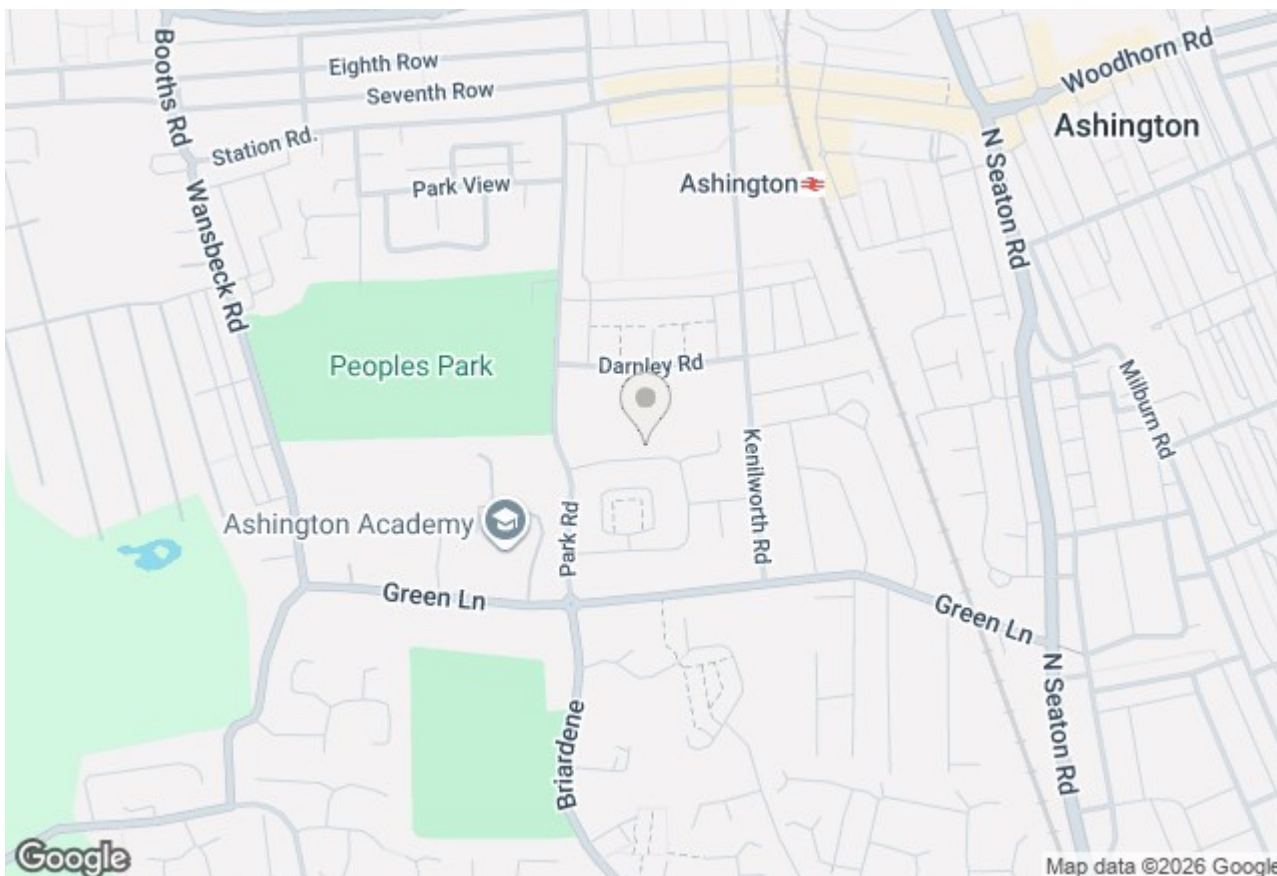 Booths Rd
Eighth Row
Seventh Row
Woodhorn Rd
Ashington
Station Rd.
N Seaton Rd
Park View
Ashington
Wansbeck Rd
Peoples Park
Darnley Rd
Milburn Rd
Kenilworth Rd
Ashington Academy
Park Rd
Green Ln
Green Ln
N Seaton Rd
Briardene
Google
Map data ©2026 Google